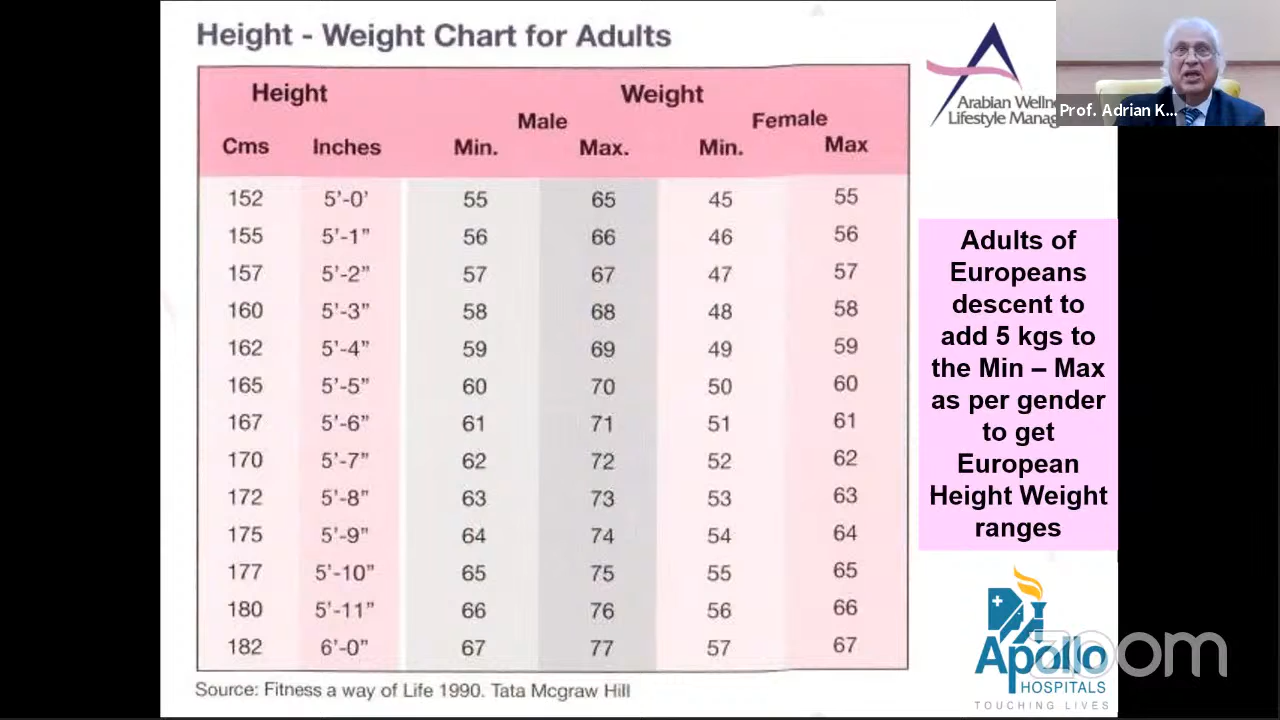 Height - Weight Chart for Adults
Height Weight
Male Female
Cms Inches Min. Max. Min. Max
152 5'-0' 55 65 45 55
155 5'-1" 56 66 46 56
157 5'-2" 57 67 47 57
160 5'-3" 58 68 48 58
162 5'-4" 59 69 49 59
165 5'-5" 60 70 50 60
167 5'-6" 61 71 51 61
170 5'-7" 62 72 52 62
172 5'-8" 63 73 53 63
175 5'-9" 64 74 54 64
177 5'-10" 65 75 55 65
180 5'-11" 66 76 56 66
182 6'-0" 67 77 57 67
Source: Fitness a way of Life 1990. Tata Mcgraw Hill
Arabian Welln
Lifestyle Manag
Prof. Adrian K...
Adults of
Europeans
descent to
add 5 kgs to
the Min – Max
as per gender
to get
European
Height Weight
ranges
Apollo
HOSPITALS
TOUCHING LIVES
zoom